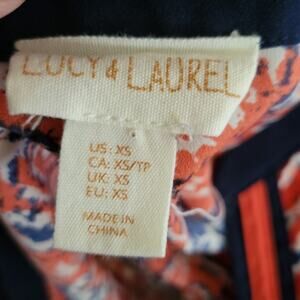 LUCY & LAUREL
US: XS
CA: XS/TP
UK: XS
EU: XS
MADE IN
CHINA